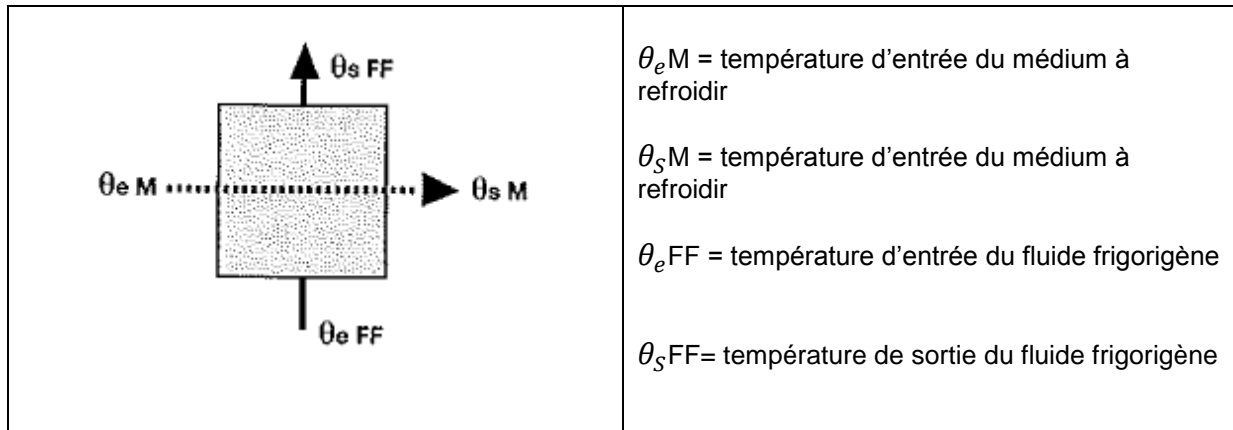 θs FF
θe M
θs M
θe FF
θₑM = température d'entrée du médium à
refroidir
θₛM = température d'entrée du médium à
refroidir
θₑFF = température d'entrée du fluide frigorigène
θₛFF= température de sortie du fluide frigorigène